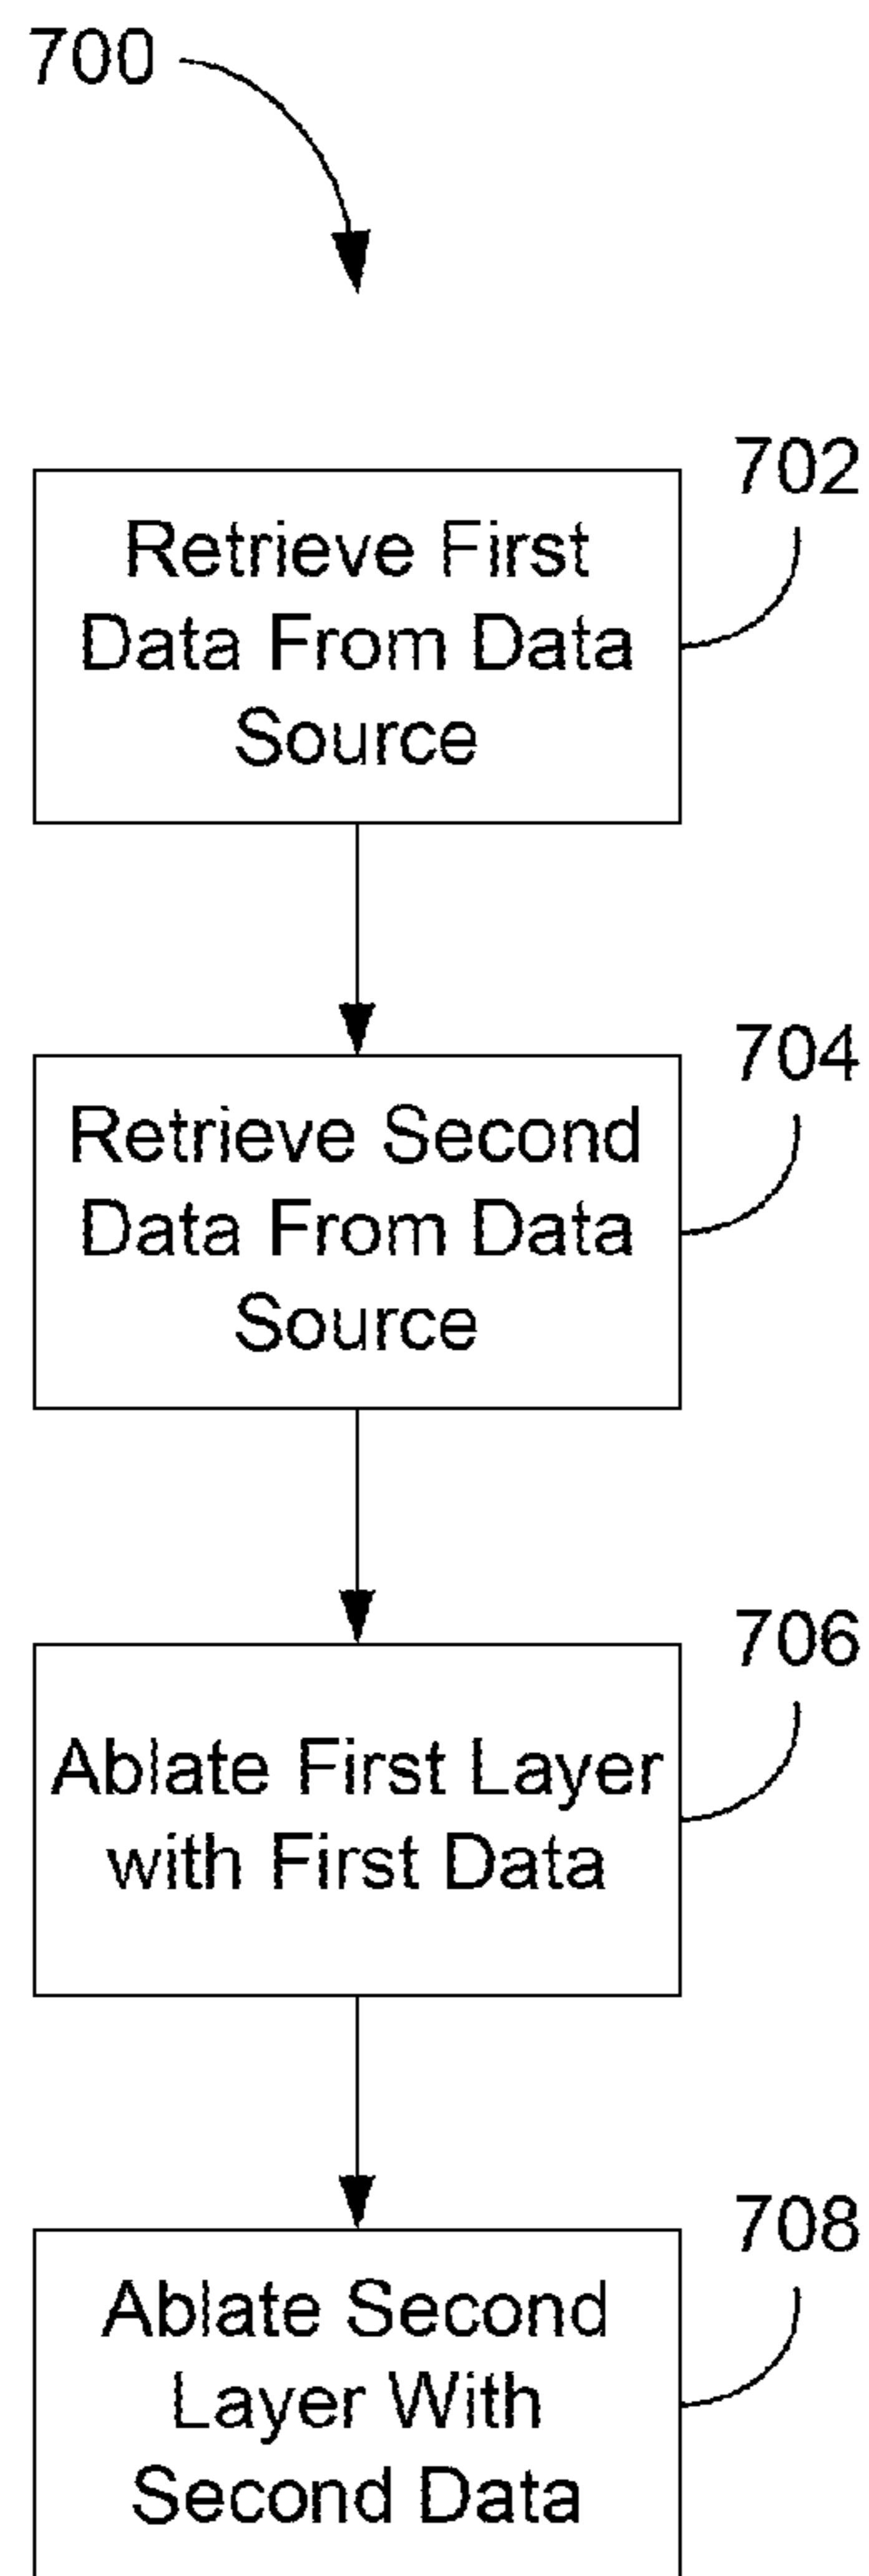 700
702
Retrieve First
Data From Data
Source
704
Retrieve Second
Data From Data
Source
706
Ablate First Layer
with First Data
708
Ablate Second
Layer With
Second Data